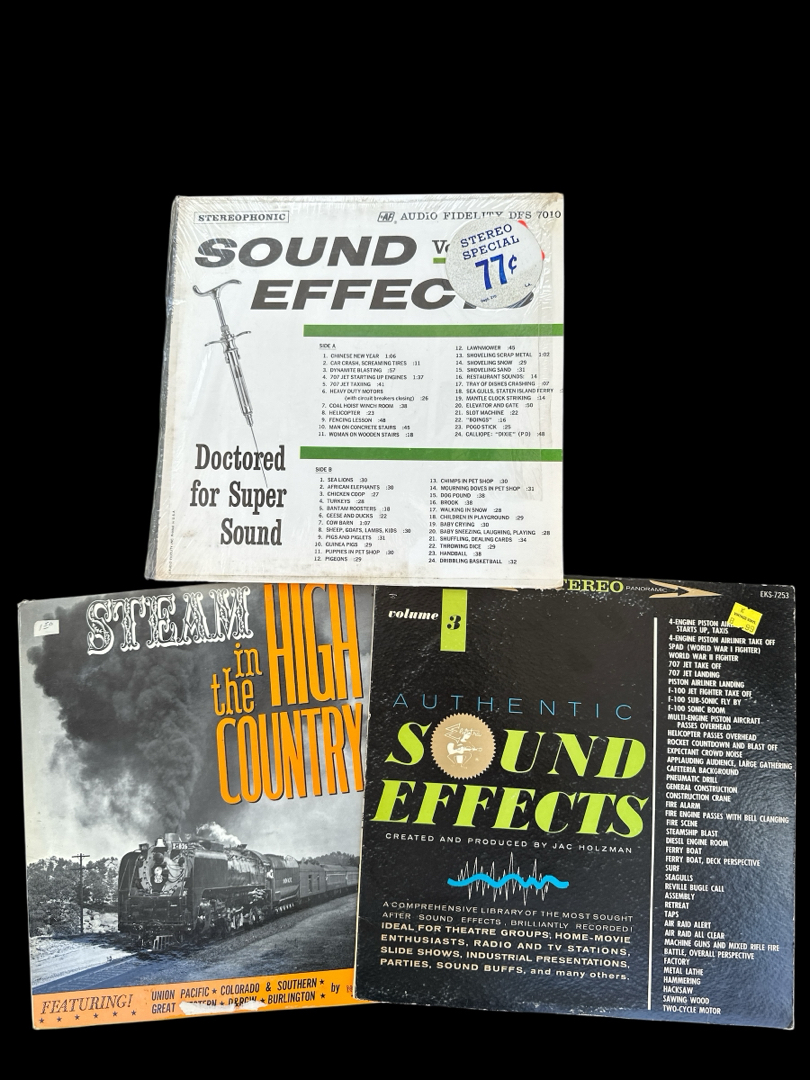 STEREOPHONIC
AF AUDIO FIDELITY DFS 7010
SOUND
EFFEC
STEREO
SPECIAL
77¢
SIDE A
1. CHINESE NEW YEAR 1:06
2. CAR CRASH, SCREAMING TIRES :11
3. DYNAMITE BLASTING :57
4. 707 JET STARTING UP ENGINES 1:37
5. 707 JET TAXIING :41
6. HEAVY DUTY MOTORS
(with circuit breakers closing) :26
7. COAL HOIST WINCH ROOM :38
8. HELICOPTER :23
9. FENCING LESSON :48
10. MAN ON CONCRETE STAIRS :45
11. WOMAN ON WOODEN STAIRS :18
12. LAWNMOWER :45
13. SHOVELING SCRAP METAL 1:02
14. SHOVELING SNOW :29
15. SHOVELING SAND :31
16. RESTAURANT SOUNDS: 14
17. TRAY OF DISHES CRASHING :07
18. SEA GULLS, STATEN ISLAND FERRY
19. MANTLE CLOCK STRIKING :14
20. ELEVATOR AND GATE :50
21. SLOT MACHINE :22
22. "BOINGS" :16
23. POGO STICK :25
24. CALLIOPE: "DIXIE" (PD) :48
Doctored
for Super
Sound
SIDE B
1. SEA LIONS :30
2. AFRICAN ELEPHANTS :30
3. CHICKEN COOP :27
4. TURKEYS :28
5. BANTAM ROOSTERS :18
6. GEESE AND DUCKS :22
7. COW BARN 1:07
8. SHEEP, GOATS, LAMBS, KIDS :30
9. PIGS AND PIGLETS :31
10. GUINEA PIGS :29
11. PUPPIES IN PET SHOP :30
12. PIGEONS :29
13. CHIMPS IN PET SHOP :30
14. MOURNING DOVES IN PET SHOP :31
15. DOG POUND :38
16. BROOK :38
17. WALKING IN SNOW :28
18. CHILDREN IN PLAYGROUND :29
19. BABY CRYING :30
20. BABY SNEEZING, LAUGHING, PLAYING :28
21. SHUFFLING, DEALING CARDS :34
22. THROWING DICE :29
23. HANDBALL :38
24. DRIBBLING BASKETBALL :32
STEAM
in
the
HIGH
COUNTRY
FEATURING!
UNION PACIFIC ★ COLORADO & SOUTHERN ★ by
GREAT D&RGW ★ BURLINGTON ★
STEREO PANORAMIC
EKS-7253
volume 3
AUTHENTIC
SOUND
EFFECTS
CREATED AND PRODUCED BY JAC HOLZMAN
A COMPREHENSIVE LIBRARY OF THE MOST SOUGHT
AFTER SOUND EFFECTS, BRILLIANTLY RECORDED!
IDEAL FOR THEATRE GROUPS, HOME-MOVIE
ENTHUSIASTS, RADIO AND TV STATIONS,
SLIDE SHOWS, INDUSTRIAL PRESENTATIONS,
PARTIES, SOUND BUFFS, and many others.
4-ENGINE PISTON
STARTS UP, TAXIS
4-ENGINE PISTON AIRLINER TAKE OFF
SPAD (WORLD WAR I FIGHTER)
WORLD WAR II FIGHTER
707 JET TAKE OFF
707 JET LANDING
PISTON AIRLINER LANDING
F-100 JET FIGHTER TAKE OFF
F-100 SUB-SONIC FLY BY
F-100 SONIC BOOM
MULTI-ENGINE PISTON AIRCRAFT
PASSES OVERHEAD
HELICOPTER PASSES OVERHEAD
ROCKET COUNTDOWN AND BLAST OFF
EXPECTANT CROWD NOISE
APPLAUDING AUDIENCE, LARGE GATHERING
CAFETERIA BACKGROUND
PNEUMATIC DRILL
GENERAL CONSTRUCTION
CONSTRUCTION CRANE
FIRE ALARM
FIRE ENGINE PASSES WITH BELL CLANGING
FIRE SCENE
STEAMSHIP BLAST
DIESEL ENGINE ROOM
FERRY BOAT
FERRY BOAT, DECK PERSPECTIVE
SURF
SEAGULLS
REVILLE BUGLE CALL
ASSEMBLY
RETREAT
TAPS
AIR RAID ALERT
AIR RAID ALL CLEAR
MACHINE GUNS AND MIXED RIFLE FIRE
BATTLE, OVERALL PERSPECTIVE
FACTORY
METAL LATHE
HAMMERING
HACKSAW
SAWING WOOD
TWO-CYCLE MOTOR